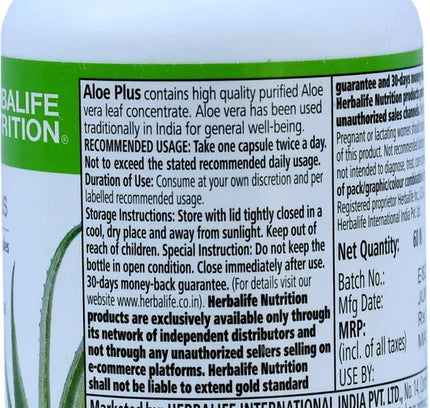 HERBALIFE
NUTRITION®
Aloe Plus contains high quality purified Aloe
vera leaf concentrate. Aloe vera has been used
traditionally in India for general well-being.
RECOMMENDED USAGE: Take one capsule twice a day.
Not to exceed the stated recommended daily usage.
Duration of Use: Consume at your own discretion and per
labelled recommended usage.
Storage Instructions: Store with lid tightly closed in a
cool, dry place and away from sunlight. Keep out of
reach of children. Special Instruction: Do not keep the
bottle in open condition. Close immediately after use.
30-days money-back guarantee. (For details visit our
website www.herbalife.co.in). Herbalife Nutrition
products are exclusively available only through
its network of independent distributors and
not through any unauthorized sellers selling on
e-commerce platforms. Herbalife Nutrition
shall not be liable to extend gold standard
guarantee and 30-days money
Herbalife Nutrition products
unauthorized sales channels.
Pregnant or lactating women should
of this product. Not recommended
not intended to diagnose, treat,
of pack/graphic/colour combination
Registered proprietor Herbalife
Herbalife International India Pvt.
Net Quantity: 60 N
Batch No.:
Mfg Date:
MRP:
(incl. of all taxes)
USE BY:
Marketed by HERBALIFE INTERNATIONAL INDIA PVT. LTD., No. 14,